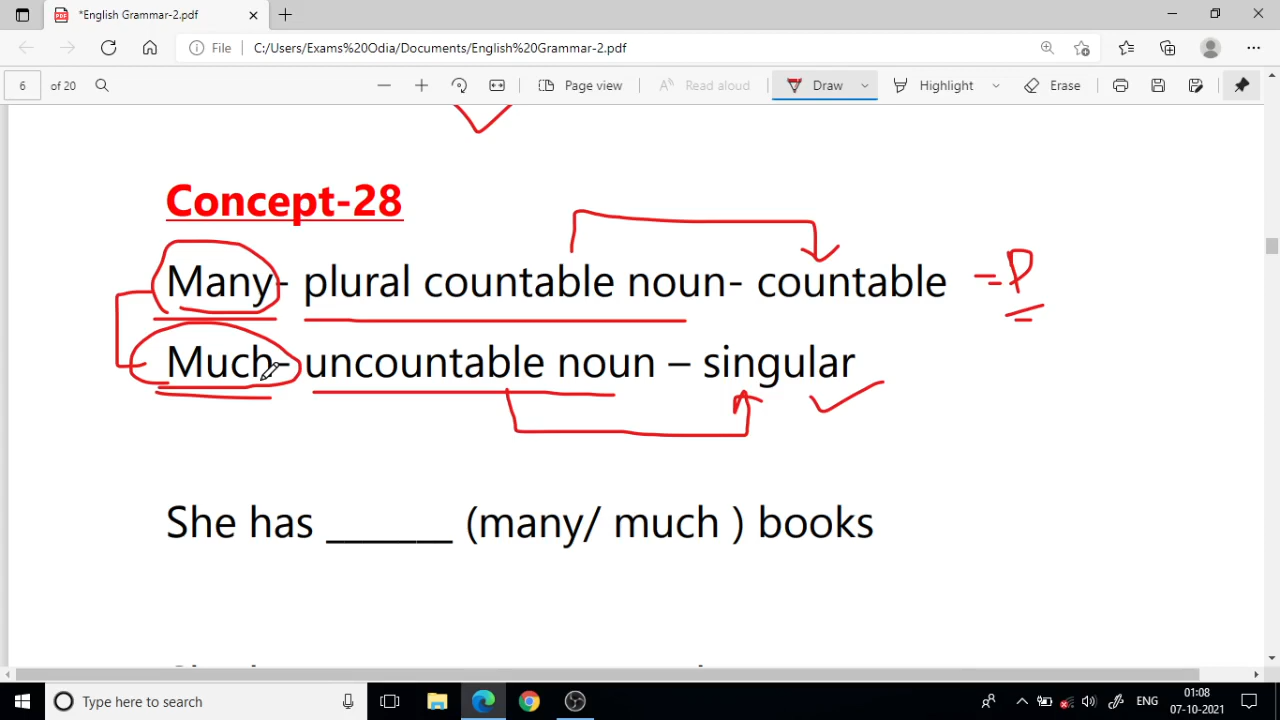 *English Grammar-2.pdf
File C:/Users/Exams%20Odia/Documents/English%20Grammar-2.pdf
6 of 20 Page view Read aloud Draw Highlight Erase
Concept-28
Many- plural countable noun- countable = P
Much- uncountable noun – singular
She has ______ (many/ much ) books
Type here to search
ENG
01:08
07-10-2021